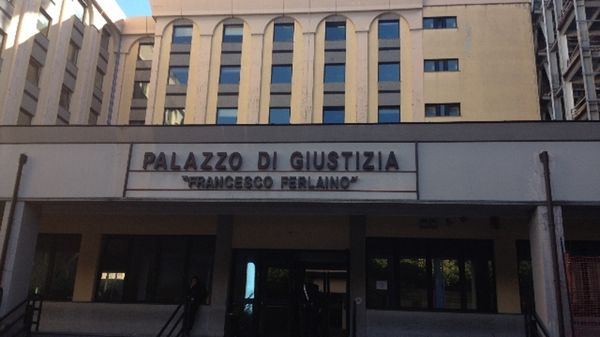 PALAZZO DI GIUSTIZIA
"FRANCESCO FERLAINO"